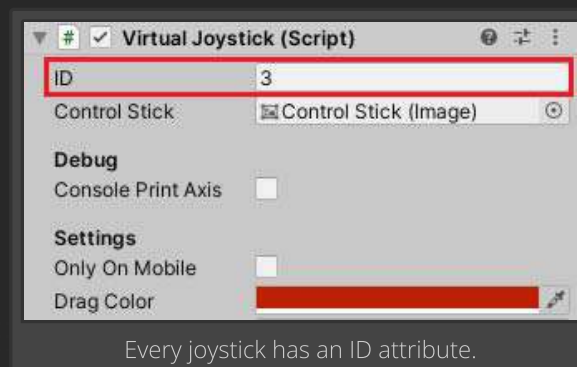 Virtual Joystick (Script)
ID 3
Control Stick Control Stick (Image)
Debug
Console Print Axis
Settings
Only On Mobile
Drag Color
Every joystick has an ID attribute.